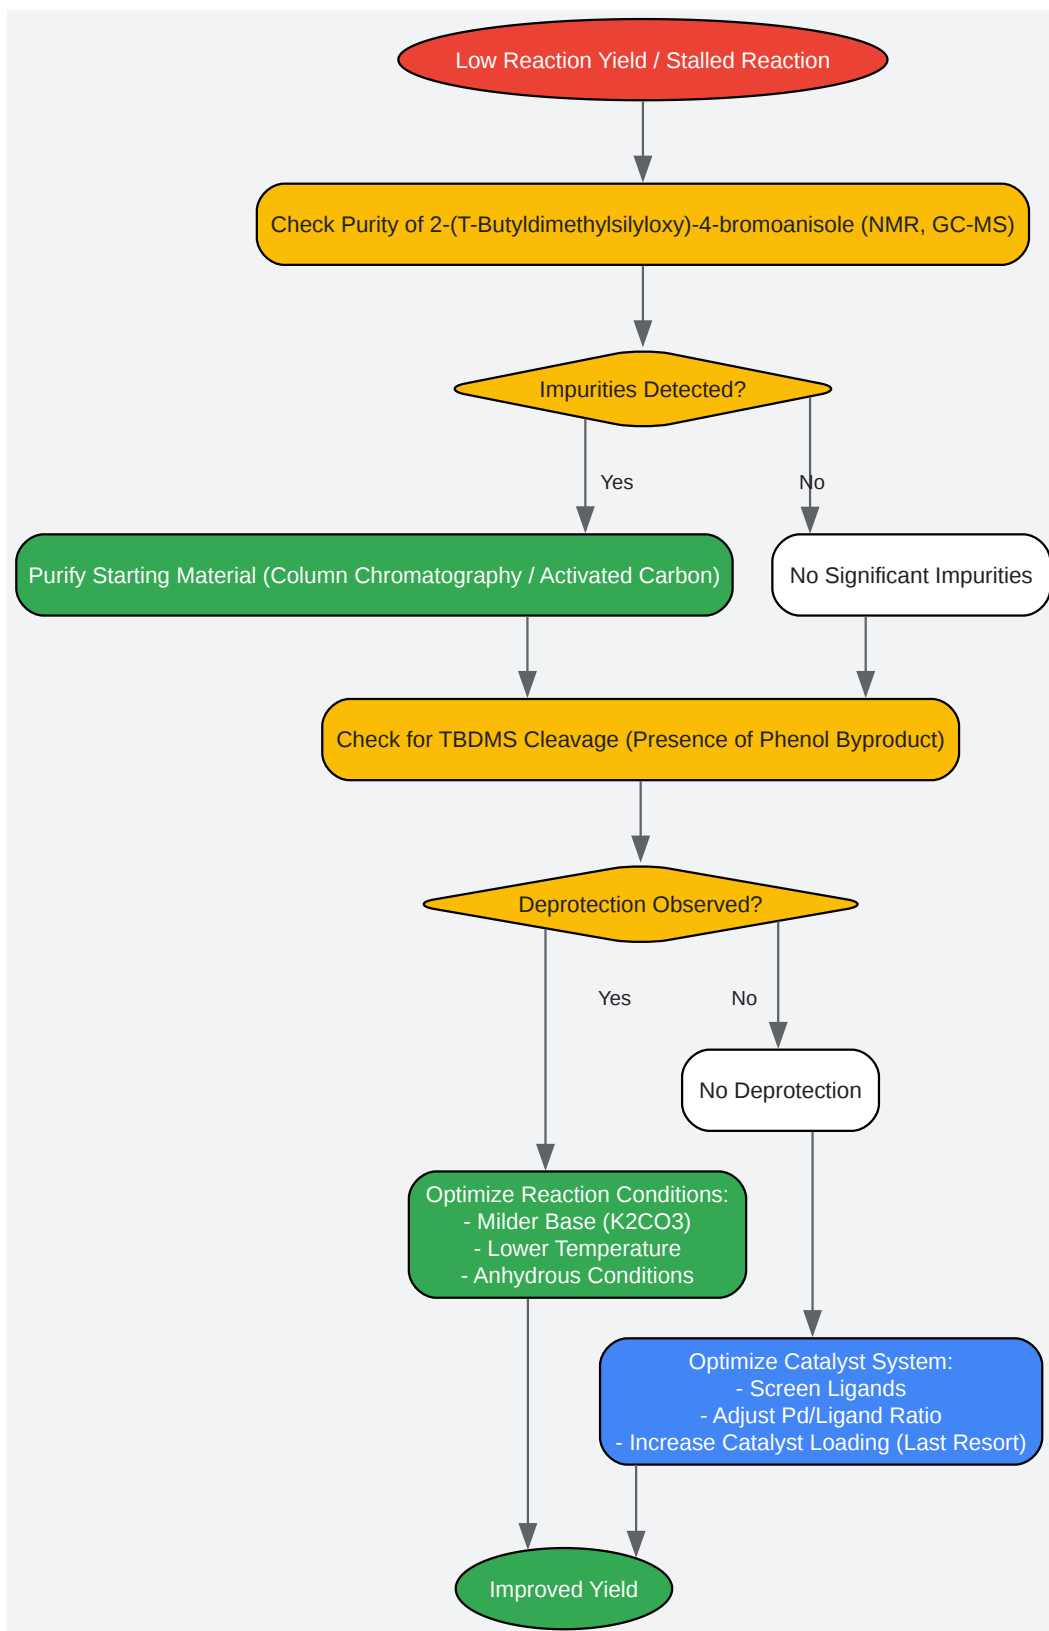 Low Reaction Yield / Stalled Reaction
Check Purity of 2-(T-Butyldimethylsilyloxy)-4-bromoanisole (NMR, GC-MS)
Impurities Detected?
Yes
No
Purify Starting Material (Column Chromatography / Activated Carbon)
No Significant Impurities
Check for TBDMS Cleavage (Presence of Phenol Byproduct)
Deprotection Observed?
Yes
No
No Deprotection
Optimize Reaction Conditions:
- Milder Base (K2CO3)
- Lower Temperature
- Anhydrous Conditions
Optimize Catalyst System:
- Screen Ligands
- Adjust Pd/Ligand Ratio
- Increase Catalyst Loading (Last Resort)
Improved Yield